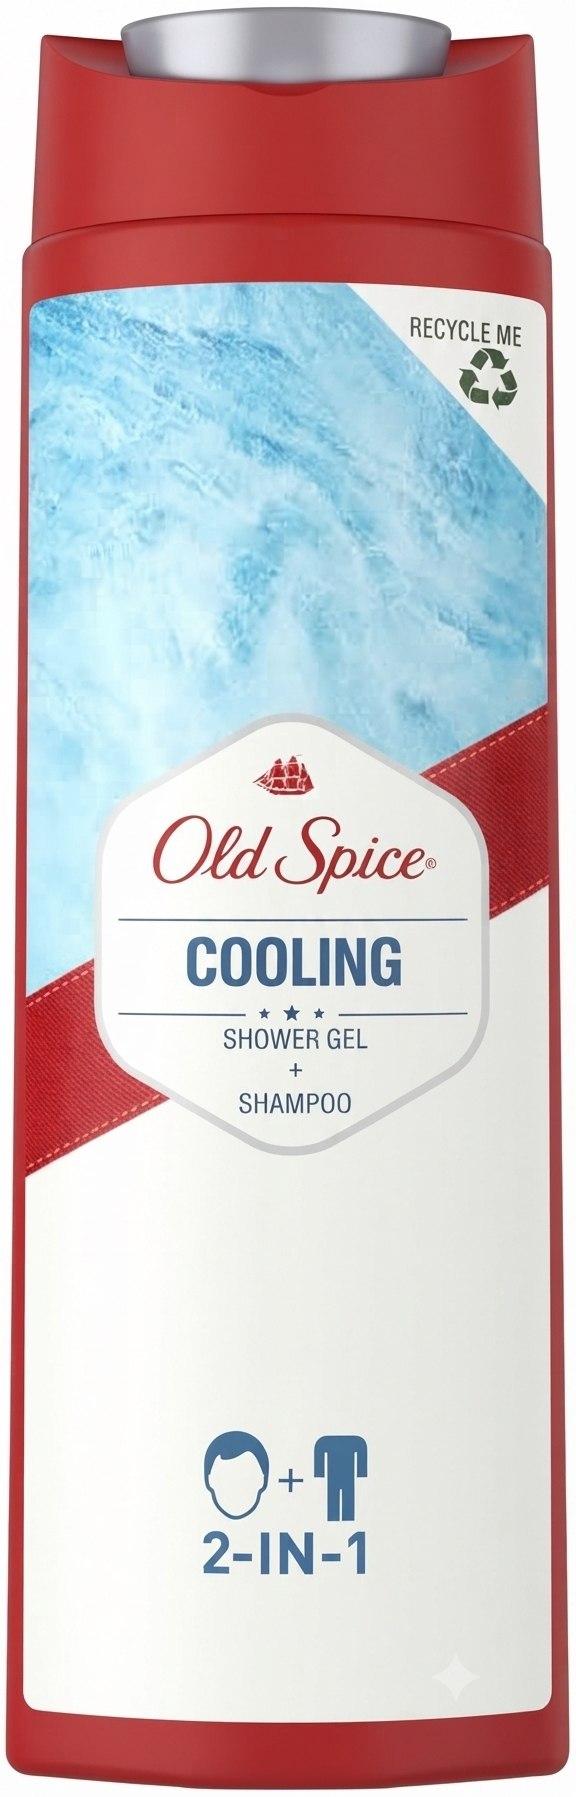 RECYCLE ME
Old Spice®
COOLING
SHOWER GEL
+
SHAMPOO
+
2-IN-1